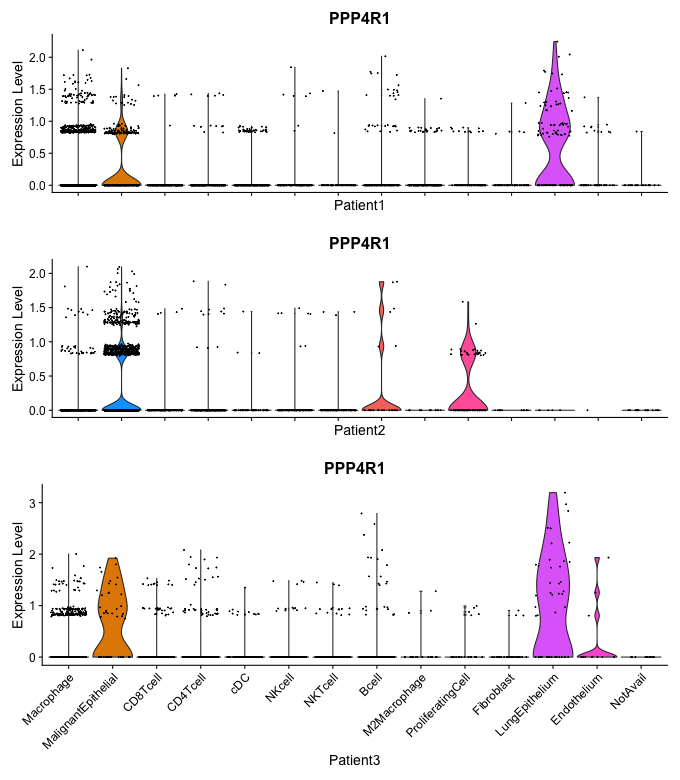 PPP4R1
Expression Level
2.0
1.5
1.0
0.5
0.0
Patient1
PPP4R1
Expression Level
2.0
1.5
1.0
0.5
0.0
Patient2
PPP4R1
Expression Level
3
2
1
0
Macrophage
MalignantEpithelial
CD8Tcell
CD4Tcell
cDC
NKcell
NKTcell
Bcell
M2Macrophage
ProliferatingCell
Fibroblast
LungEpithelium
Endothelium
NotAvail
Patient3